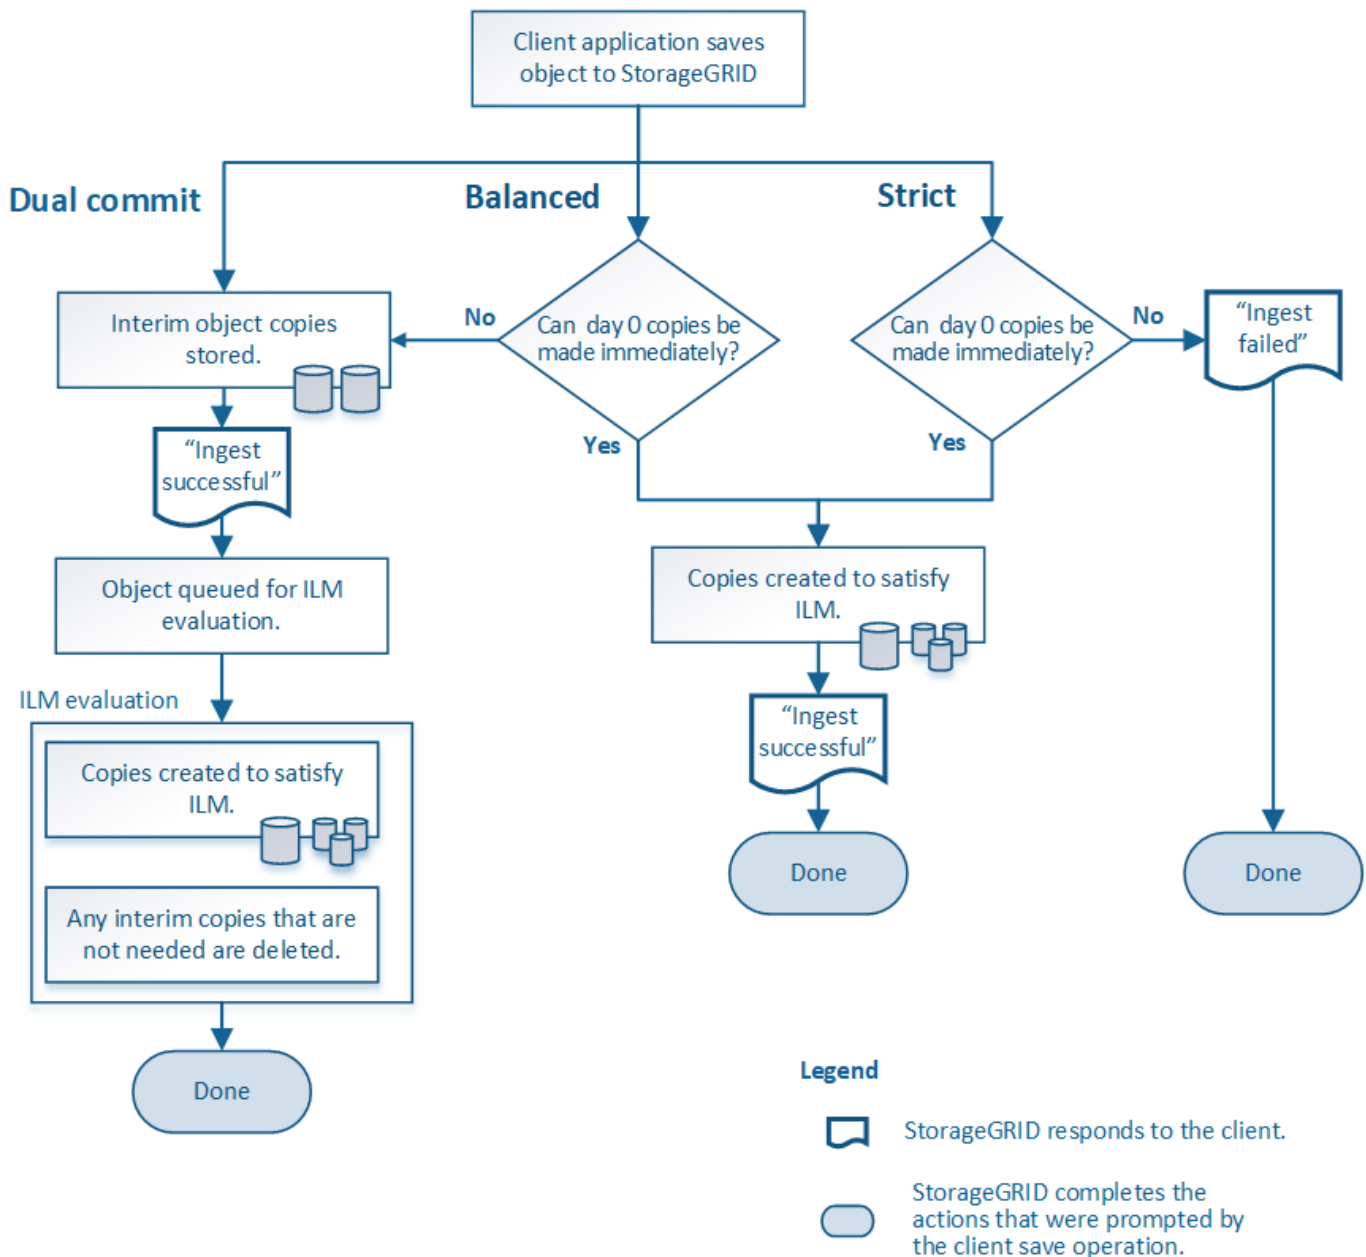 Client application saves
object to StorageGRID
Dual commit
Balanced
Strict
Interim object copies
stored.
No
Can day 0 copies be
made immediately?
Yes
Can day 0 copies be
made immediately?
No
Yes
“Ingest
failed”
“Ingest
successful”
Object queued for ILM
evaluation.
Copies created to satisfy
ILM.
ILM evaluation
“Ingest
successful”
Copies created to satisfy
ILM.
Any interim copies that are
not needed are deleted.
Done
Done
Done
Legend
StorageGRID responds to the client.
StorageGRID completes the
actions that were prompted by
the client save operation.